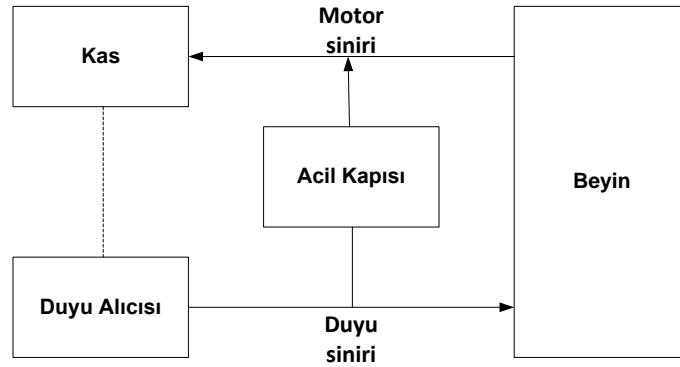 Motor
siniri
Kas
Acil Kapısı
Beyin
Duyu Alıcısı
Duyu
siniri